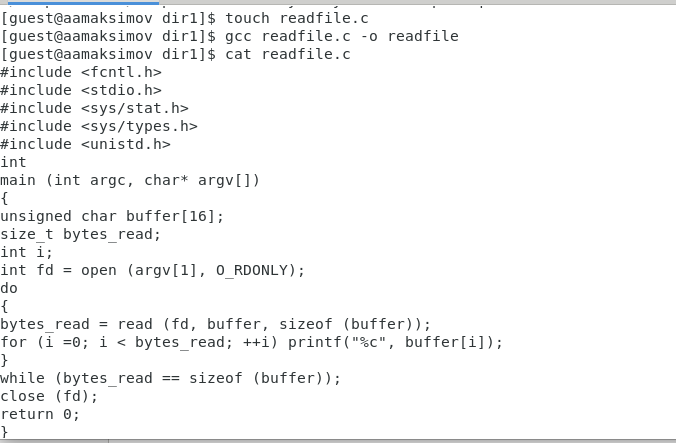 [guest@aamaksimov dir1]$ touch readfile.c
[guest@aamaksimov dir1]$ gcc readfile.c -o readfile
[guest@aamaksimov dir1]$ cat readfile.c
#include <fcntl.h>
#include <stdio.h>
#include <sys/stat.h>
#include <sys/types.h>
#include <unistd.h>
int
main (int argc, char* argv[])
{
unsigned char buffer[16];
size_t bytes_read;
int i;
int fd = open (argv[1], O_RDONLY);
do
{
bytes_read = read (fd, buffer, sizeof (buffer));
for (i =0; i < bytes_read; ++i) printf("%c", buffer[i]);
}
while (bytes_read == sizeof (buffer));
close (fd);
return 0;
}